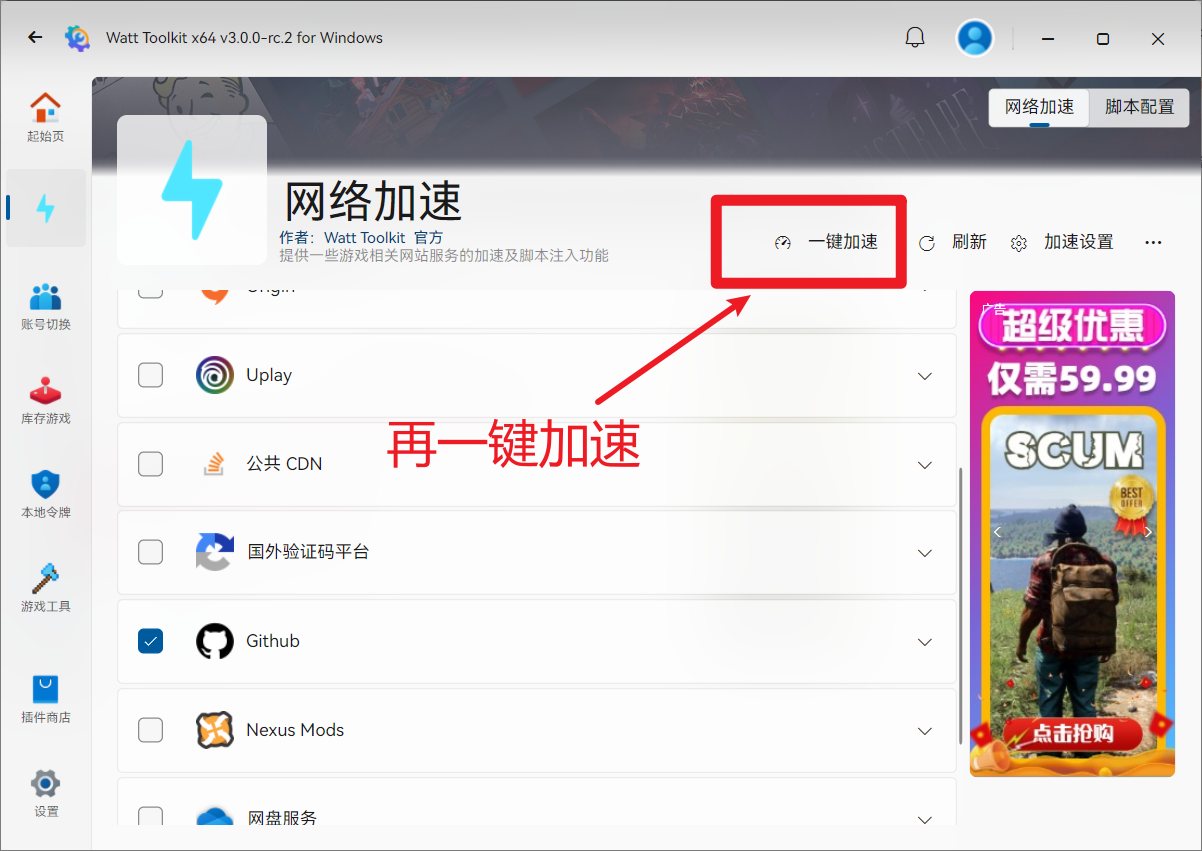 Watt Toolkit x64 v3.0.0-rc.2 for Windows
网络加速 脚本配置
起始页
网络加速
作者： Watt Toolkit 官方
提供一些游戏相关网站服务的加速及脚本注入功能
一键加速 刷新 加速设置 ···
账号切换
库存游戏
本地令牌
游戏工具
插件商店
设置
Origin
Uplay
再一键加速
公共 CDN
国外验证码平台
Github
Nexus Mods
网盘服务
广告
超级优惠
仅需59.99
SCUM
BEST
OFFER
点击抢购